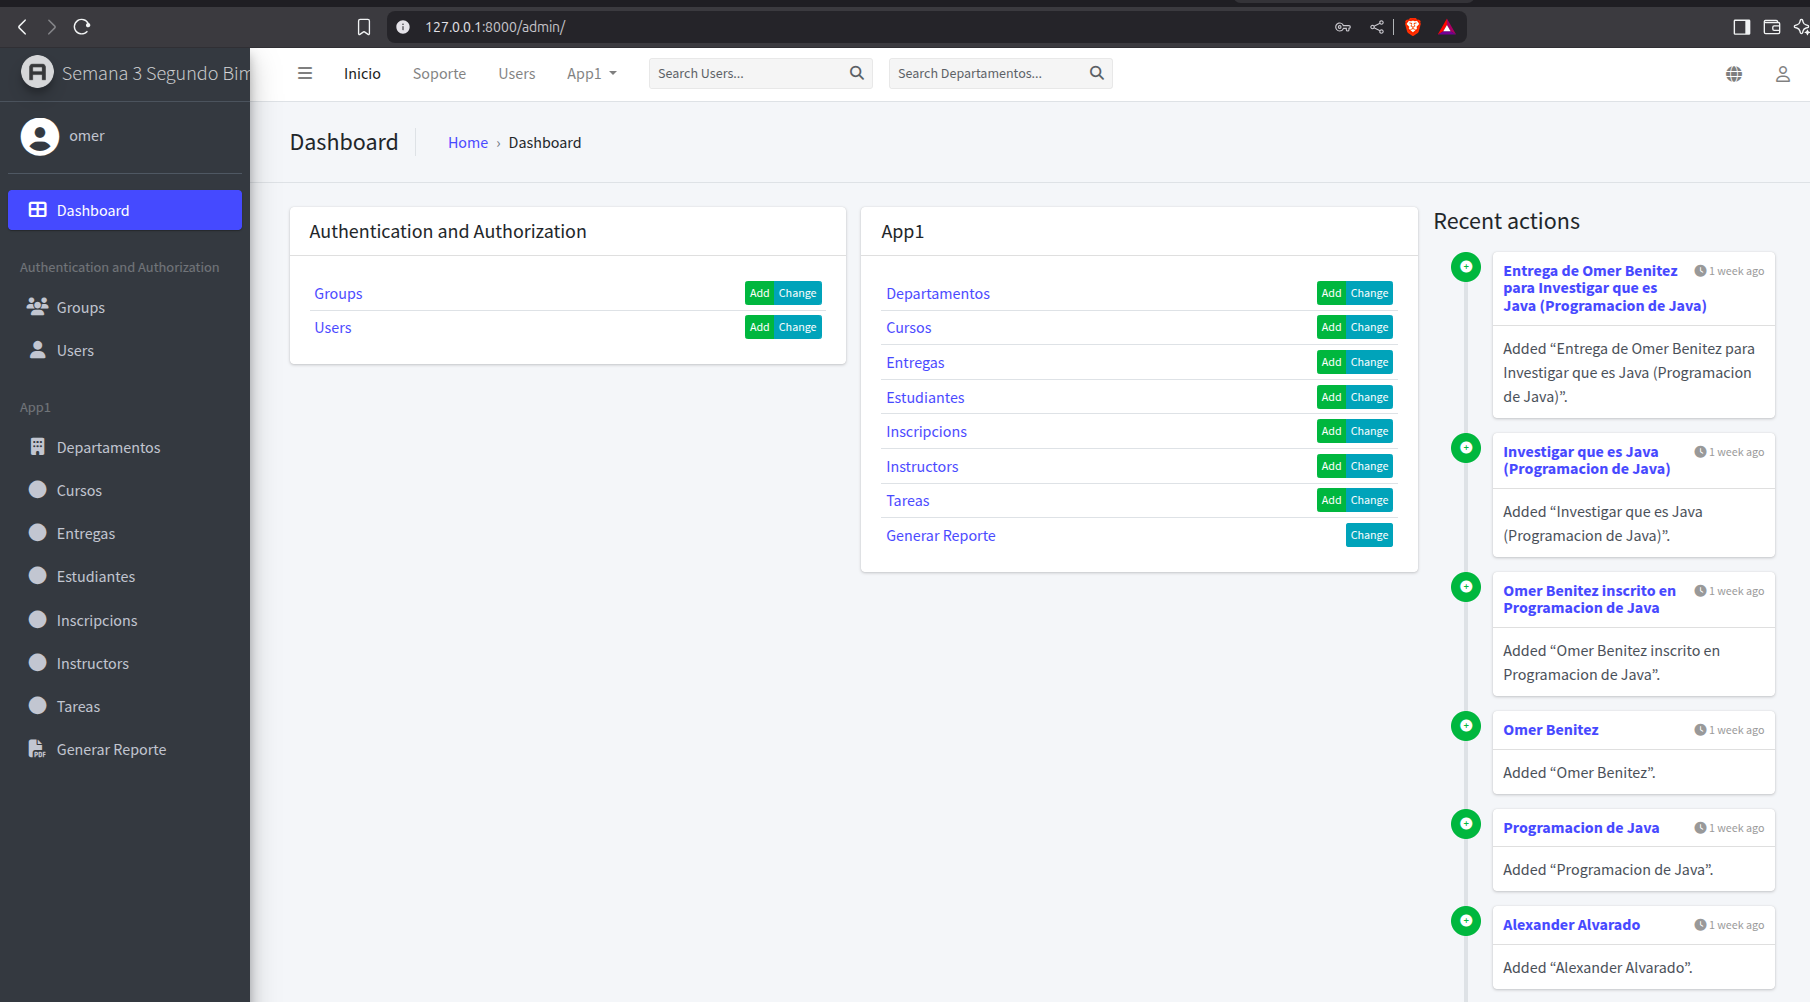 127.0.0.1:8000/admin/
Semana 3 Segundo Bim
omer
Dashboard
Authentication and Authorization
Groups
Users
App1
Departamentos
Cursos
Entregas
Estudiantes
Inscripcions
Instructors
Tareas
PDF Generar Reporte
Inicio Soporte Users App1 Search Users... Search Departamentos...
Dashboard Home › Dashboard
Authentication and Authorization
Groups Add Change
Users Add Change
App1
Departamentos Add Change
Cursos Add Change
Entregas Add Change
Estudiantes Add Change
Inscripcions Add Change
Instructors Add Change
Tareas Add Change
Generar Reporte Change
Recent actions
Entrega de Omer Benitez 1 week ago
para Investigar que es
Java (Programacion de Java)
Added “Entrega de Omer Benitez para
Investigar que es Java (Programacion
de Java)”.
Investigar que es Java 1 week ago
(Programacion de Java)
Added “Investigar que es Java
(Programacion de Java)”.
Omer Benitez inscrito en 1 week ago
Programacion de Java
Added “Omer Benitez inscrito en
Programacion de Java”.
Omer Benitez 1 week ago
Added “Omer Benitez”.
Programacion de Java 1 week ago
Added “Programacion de Java”.
Alexander Alvarado 1 week ago
Added “Alexander Alvarado”.